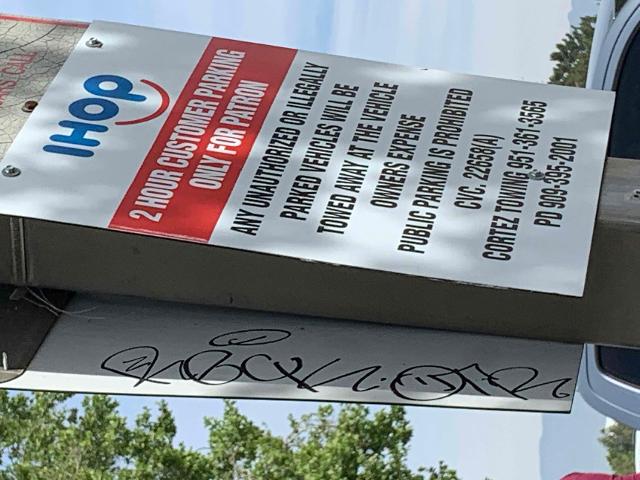 IHOP
2 HOUR CUSTOMER PARKING
ONLY FOR PATRON
ANY UNAUTHORIZED OR ILLEGALLY
PARKED VEHICLES WILL BE
TOWED AWAY AT THE VEHICLE
OWNERS EXPENSE
PUBLIC PARKING IS PROHIBITED
CVC. 22658(A)
CORTEZ TOWING 951-361-3565
PD 909-395-2001
CALL